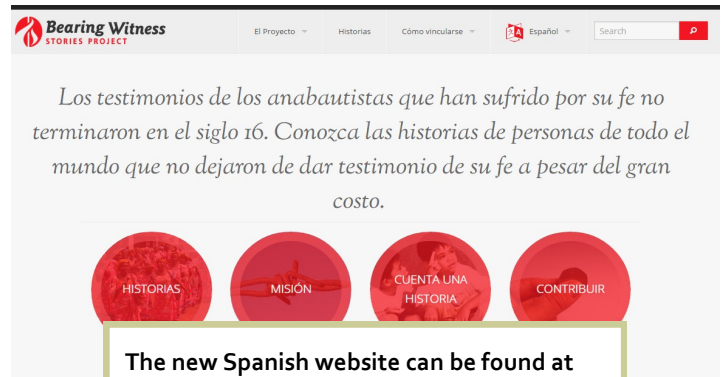 Bearing Witness
STORIES PROJECT
El Proyecto
Historias
Cómo vincularse
Español
Search
Los testimonios de los anabautistas que han sufrido por su fe no
terminaron en el siglo 16. Conozca las historias de personas de todo el
mundo que no dejaron de dar testimonio de su fe a pesar del gran
costo.
HISTORIAS
MISIÓN
CUENTA UNA
HISTORIA
CONTRIBUIR
The new Spanish website can be found at